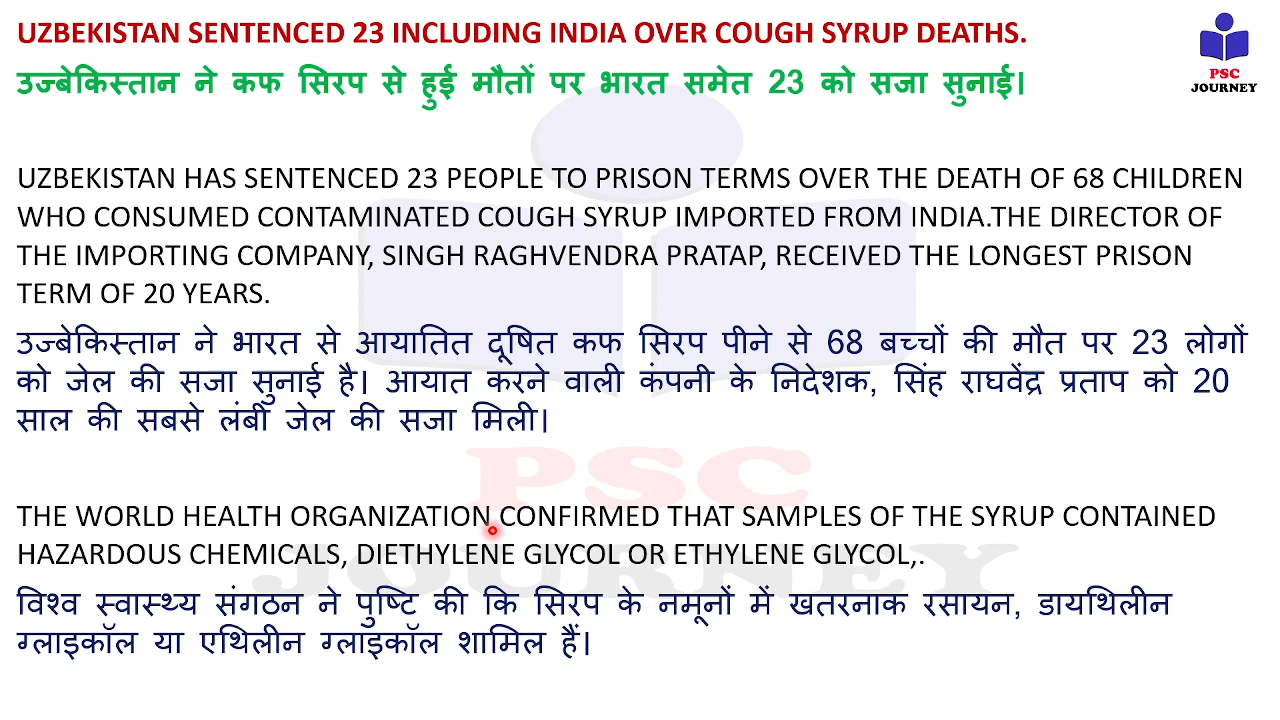 UZBEKISTAN SENTENCED 23 INCLUDING INDIA OVER COUGH SYRUP DEATHS.
PSC
JOURNEY
उज्बेकिस्तान ने कफ सिरप से हुई मौतों पर भारत समेत 23 को सजा सुनाई।
UZBEKISTAN HAS SENTENCED 23 PEOPLE TO PRISON TERMS OVER THE DEATH OF 68 CHILDREN
WHO CONSUMED CONTAMINATED COUGH SYRUP IMPORTED FROM INDIA.THE DIRECTOR OF
THE IMPORTING COMPANY, SINGH RAGHVENDRA PRATAP, RECEIVED THE LONGEST PRISON
TERM OF 20 YEARS.
उज्बेकिस्तान ने भारत से आयातित दूषित कफ सिरप पीने से 68 बच्चों की मौत पर 23 लोगों
को जेल की सजा सुनाई है। आयात करने वाली कंपनी के निदेशक, सिंह राघवेंद्र प्रताप को 20
साल की सबसे लंबी जेल की सजा मिली।
PSC
THE WORLD HEALTH ORGANIZATION CONFIRMED THAT SAMPLES OF THE SYRUP CONTAINED
HAZARDOUS CHEMICALS, DIETHYLENE GLYCOL OR ETHYLENE GLYCOL,.
JOURNEY
विश्व स्वास्थ्य संगठन ने पुष्टि की कि सिरप के नमूनों में खतरनाक रसायन, डायथिलीन
ग्लाइकॉल या एथिलीन ग्लाइकॉल शामिल हैं।